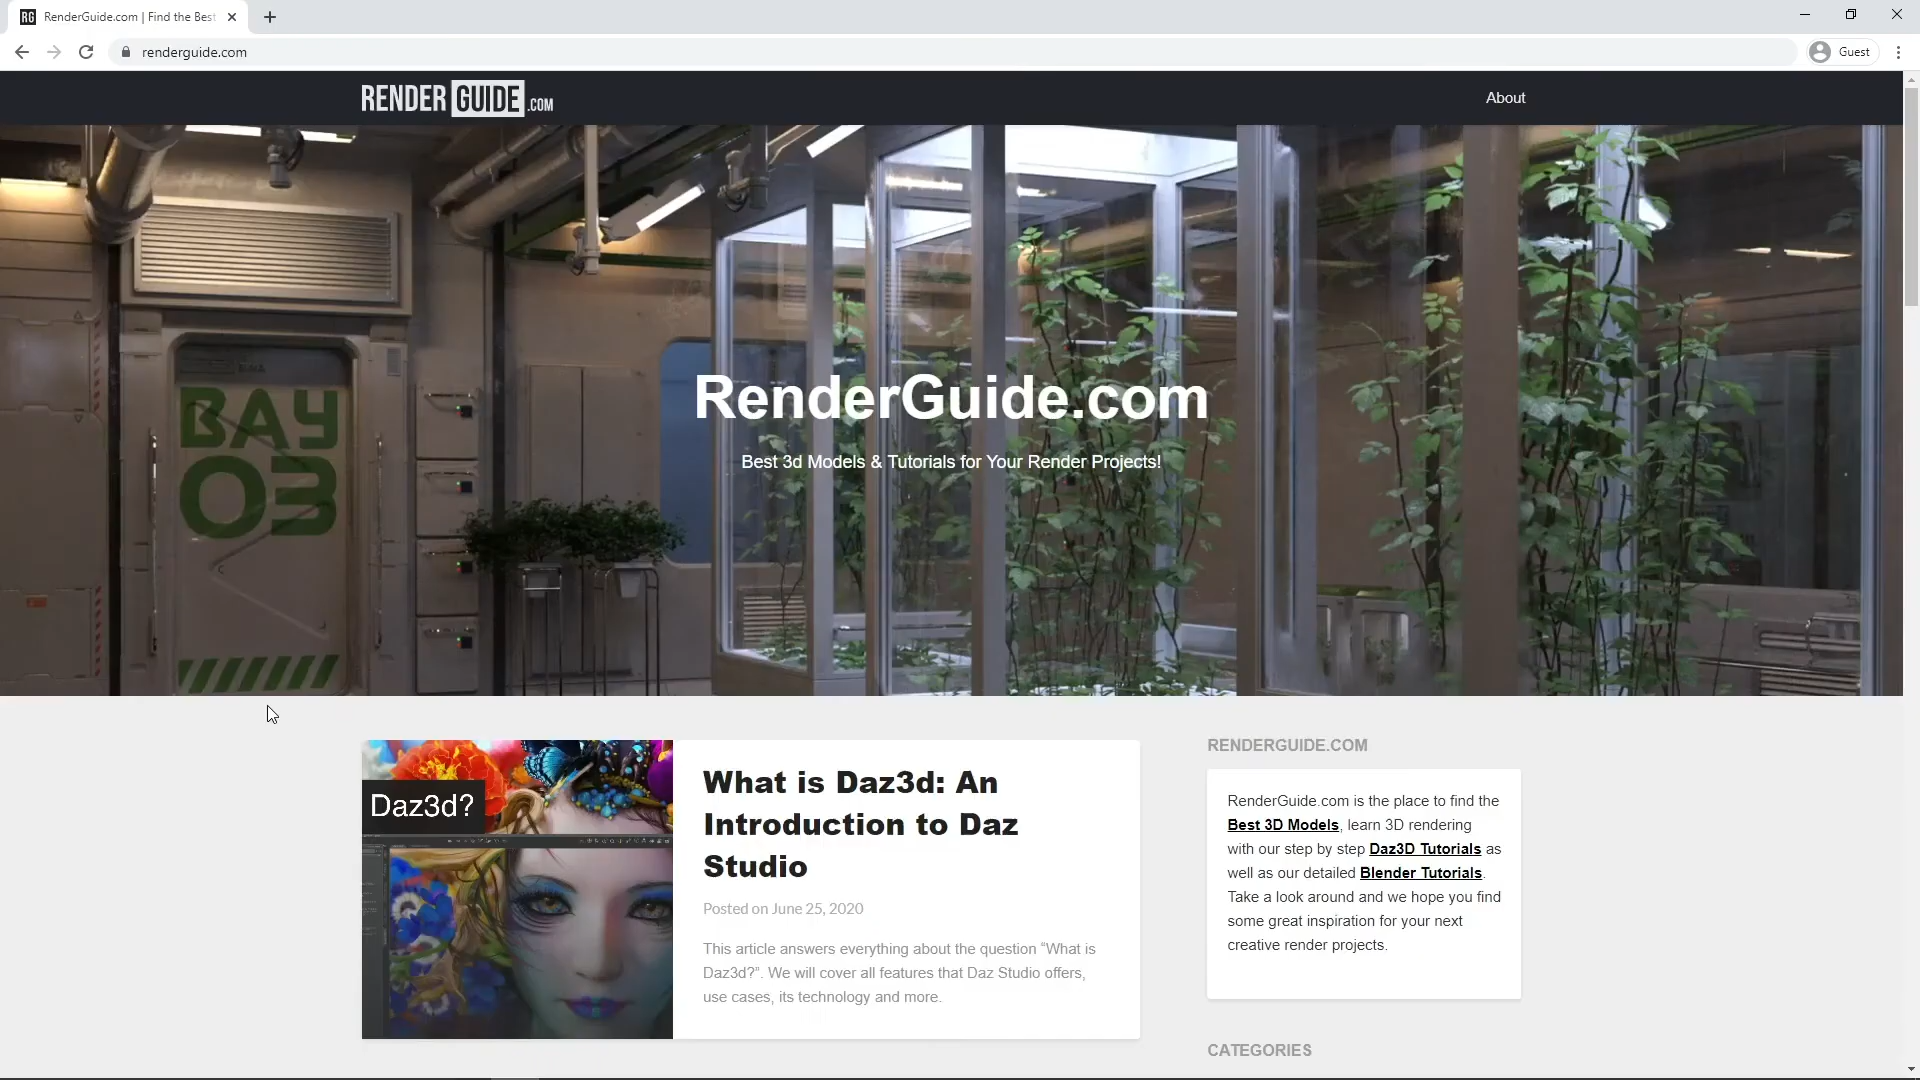 RenderGuide.com | Find the Best
renderguide.com
Guest
RENDER GUIDE .COM
About
BAY
03
RenderGuide.com
Best 3d Models & Tutorials for Your Render Projects!
Daz3d?
What is Daz3d: An
Introduction to Daz
Studio
Posted on June 25, 2020
This article answers everything about the question “What is
Daz3d?”. We will cover all features that Daz Studio offers,
use cases, its technology and more.
RENDERGUIDE.COM
RenderGuide.com is the place to find the
Best 3D Models, learn 3D rendering
with our step by step Daz3D Tutorials as
well as our detailed Blender Tutorials.
Take a look around and we hope you find
some great inspiration for your next
creative render projects.
CATEGORIES